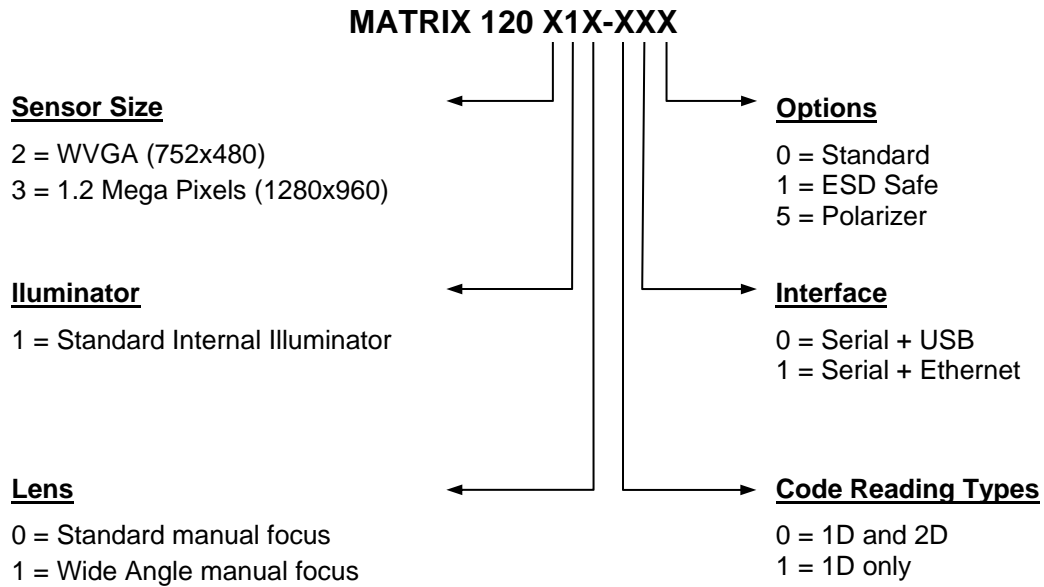 MATRIX 120 X1X-XXX
Sensor Size
2 = WVGA (752x480)
3 = 1.2 Mega Pixels (1280x960)
Options
0 = Standard
1 = ESD Safe
5 = Polarizer
Iluminator
1 = Standard Internal Illuminator
Interface
0 = Serial + USB
1 = Serial + Ethernet
Lens
0 = Standard manual focus
1 = Wide Angle manual focus
Code Reading Types
0 = 1D and 2D
1 = 1D only